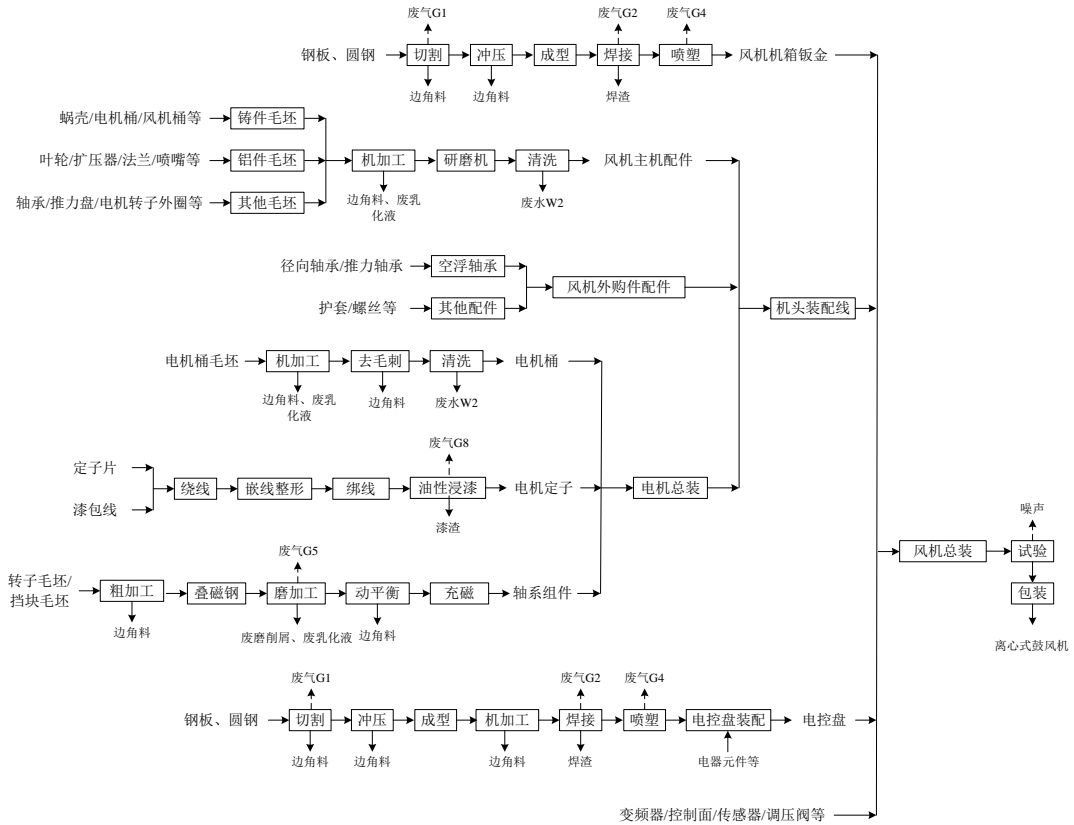 废气G1
废气G2
废气G4
钢板、圆钢
切割
冲压
成型
焊接
喷塑
风机机箱钣金
边角料
边角料
焊渣
蜗壳/电机桶/风机桶等
铸件毛坯
叶轮/扩压器/法兰/喷嘴等
铝件毛坯
机加工
研磨机
清洗
风机主机配件
轴承/推力盘/电机转子外圈等
其他毛坯
边角料、废乳
化液
废水W2
径向轴承/推力轴承
空浮轴承
风机外购件配件
护套/螺丝等
其他配件
机头装配线
电机桶毛坯
机加工
去毛刺
清洗
电机桶
边角料、废乳
化液
边角料
废水W2
废气G8
定子片
绕线
嵌线整形
绑线
油性浸漆
电机定子
电机总装
漆包线
漆渣
噪声
废气G5
风机总装
试验
转子毛坯/
挡块毛坯
粗加工
叠磁钢
磨加工
动平衡
充磁
轴系组件
包装
边角料
废磨削屑、废乳化液
边角料
离心式鼓风机
废气G1
废气G2
废气G4
钢板、圆钢
切割
冲压
成型
机加工
焊接
喷塑
电控盘装配
电控盘
边角料
边角料
边角料
焊渣
电器元件等
变频器/控制面/传感器/调压阀等